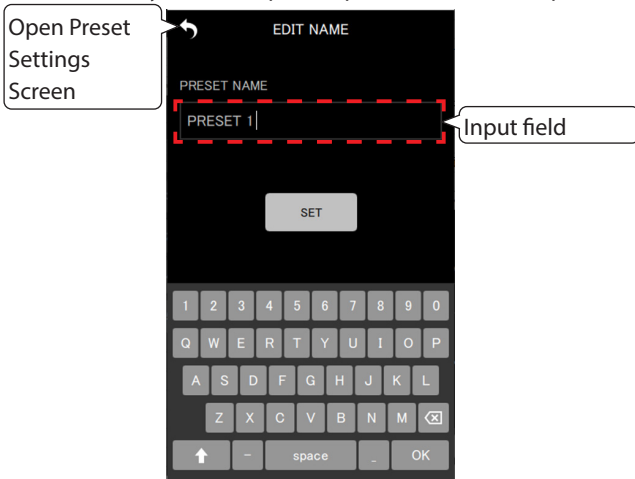 Open Preset
Settings
Screen
EDIT NAME
PRESET NAME
PRESET 1
Input field
SET
1 2 3 4 5 6 7 8 9 0
Q W E R T Y U I O P
A S D F G H J K L
Z X C V B N M
- space _ OK